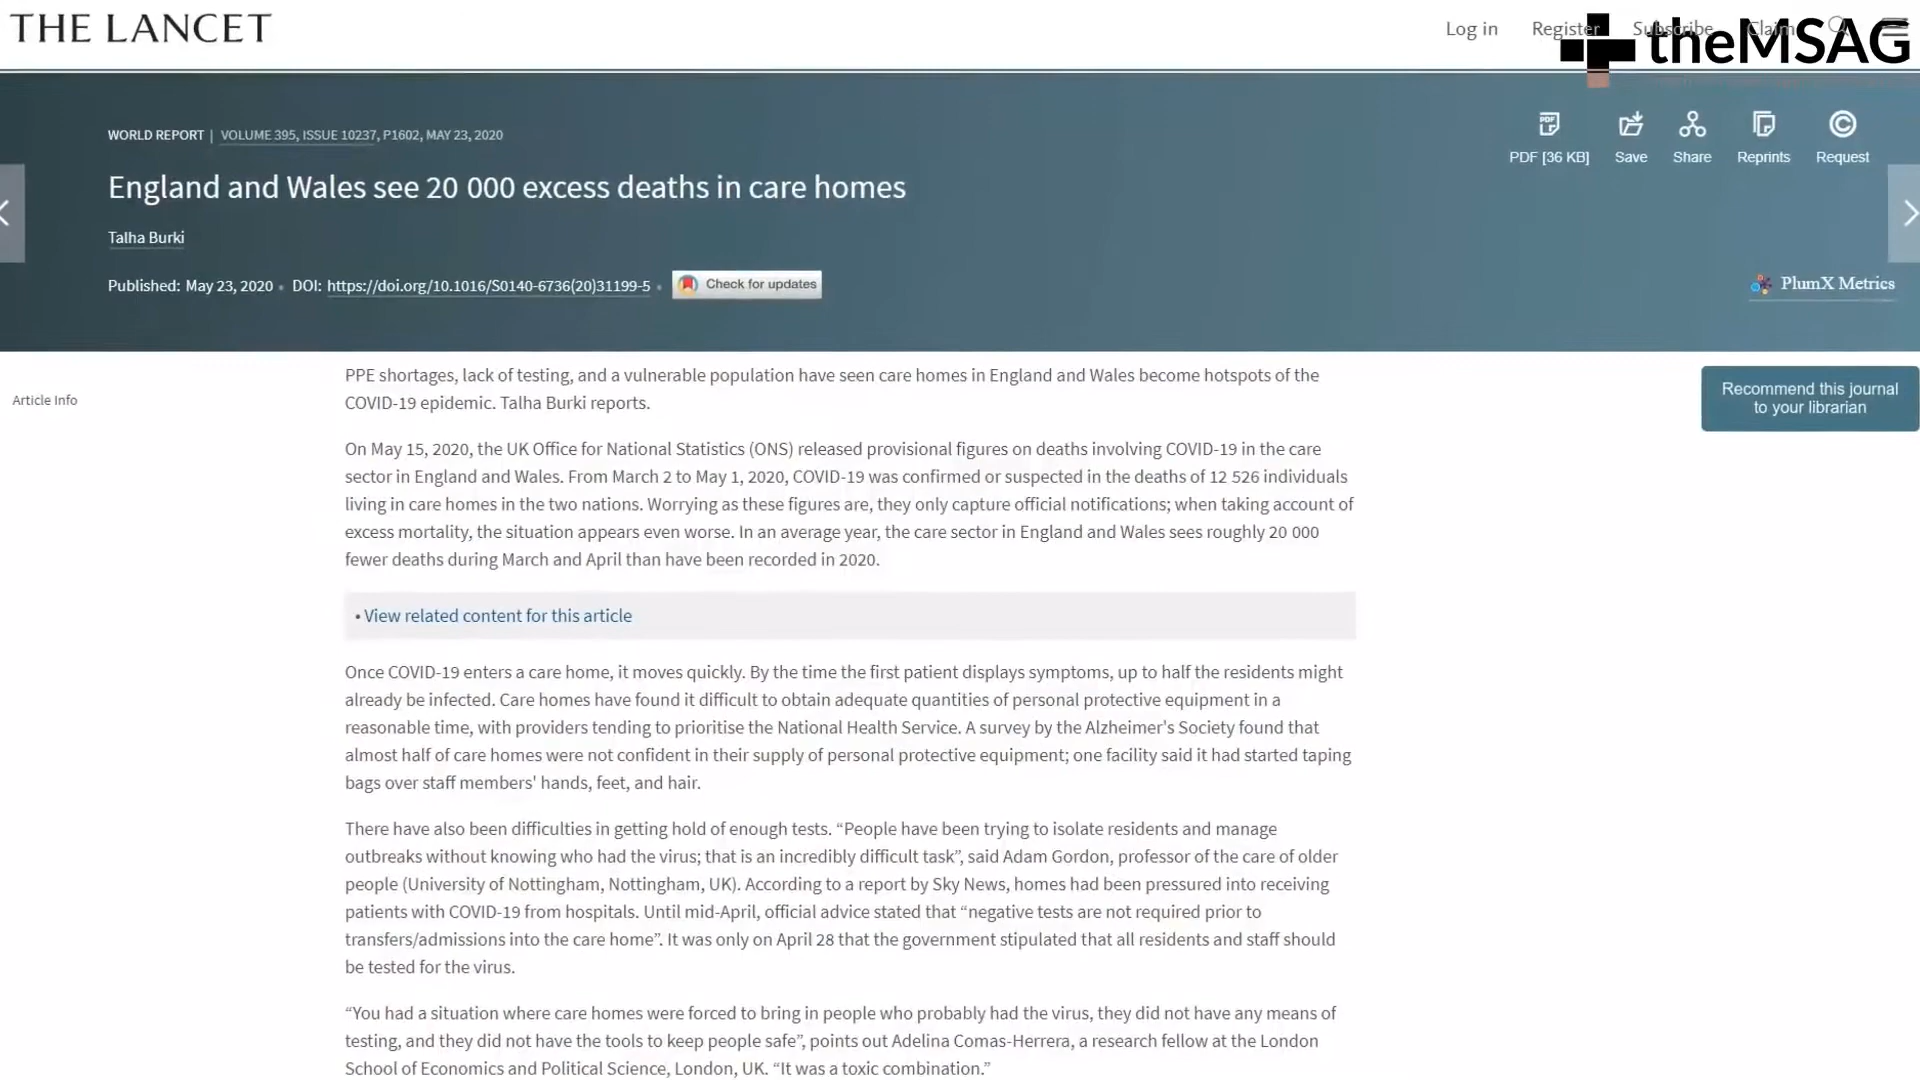 THE LANCET
Log in Register Subscribe Claim
theMSAG
WORLD REPORT | VOLUME 395, ISSUE 10237, P1602, MAY 23, 2020
PDF [36 KB] Save Share Reprints Request
England and Wales see 20 000 excess deaths in care homes
Talha Burki
Published: May 23, 2020 • DOI: https://doi.org/10.1016/S0140-6736(20)31199-5 • Check for updates
PlumX Metrics
Article Info
Recommend this journal
to your librarian
PPE shortages, lack of testing, and a vulnerable population have seen care homes in England and Wales become hotspots of the
COVID-19 epidemic. Talha Burki reports.
On May 15, 2020, the UK Office for National Statistics (ONS) released provisional figures on deaths involving COVID-19 in the care
sector in England and Wales. From March 2 to May 1, 2020, COVID-19 was confirmed or suspected in the deaths of 12 526 individuals
living in care homes in the two nations. Worrying as these figures are, they only capture official notifications; when taking account of
excess mortality, the situation appears even worse. In an average year, the care sector in England and Wales sees roughly 20 000
fewer deaths during March and April than have been recorded in 2020.
• View related content for this article
Once COVID-19 enters a care home, it moves quickly. By the time the first patient displays symptoms, up to half the residents might
already be infected. Care homes have found it difficult to obtain adequate quantities of personal protective equipment in a
reasonable time, with providers tending to prioritise the National Health Service. A survey by the Alzheimer's Society found that
almost half of care homes were not confident in their supply of personal protective equipment; one facility said it had started taping
bags over staff members' hands, feet, and hair.
There have also been difficulties in getting hold of enough tests. “People have been trying to isolate residents and manage
outbreaks without knowing who had the virus; that is an incredibly difficult task”, said Adam Gordon, professor of the care of older
people (University of Nottingham, Nottingham, UK). According to a report by Sky News, homes had been pressured into receiving
patients with COVID-19 from hospitals. Until mid-April, official advice stated that “negative tests are not required prior to
transfers/admissions into the care home”. It was only on April 28 that the government stipulated that all residents and staff should
be tested for the virus.
“You had a situation where care homes were forced to bring in people who probably had the virus, they did not have any means of
testing, and they did not have the tools to keep people safe”, points out Adelina Comas-Herrera, a research fellow at the London
School of Economics and Political Science, London, UK. “It was a toxic combination.”